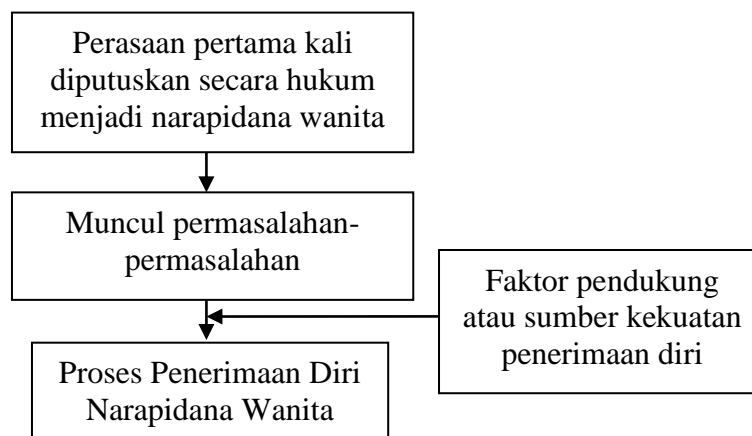 Perasaan pertama kali
diputuskan secara hukum
menjadi narapidana wanita
Muncul permasalahan-
permasalahan
Faktor pendukung
atau sumber kekuatan
penerimaan diri
Proses Penerimaan Diri
Narapidana Wanita